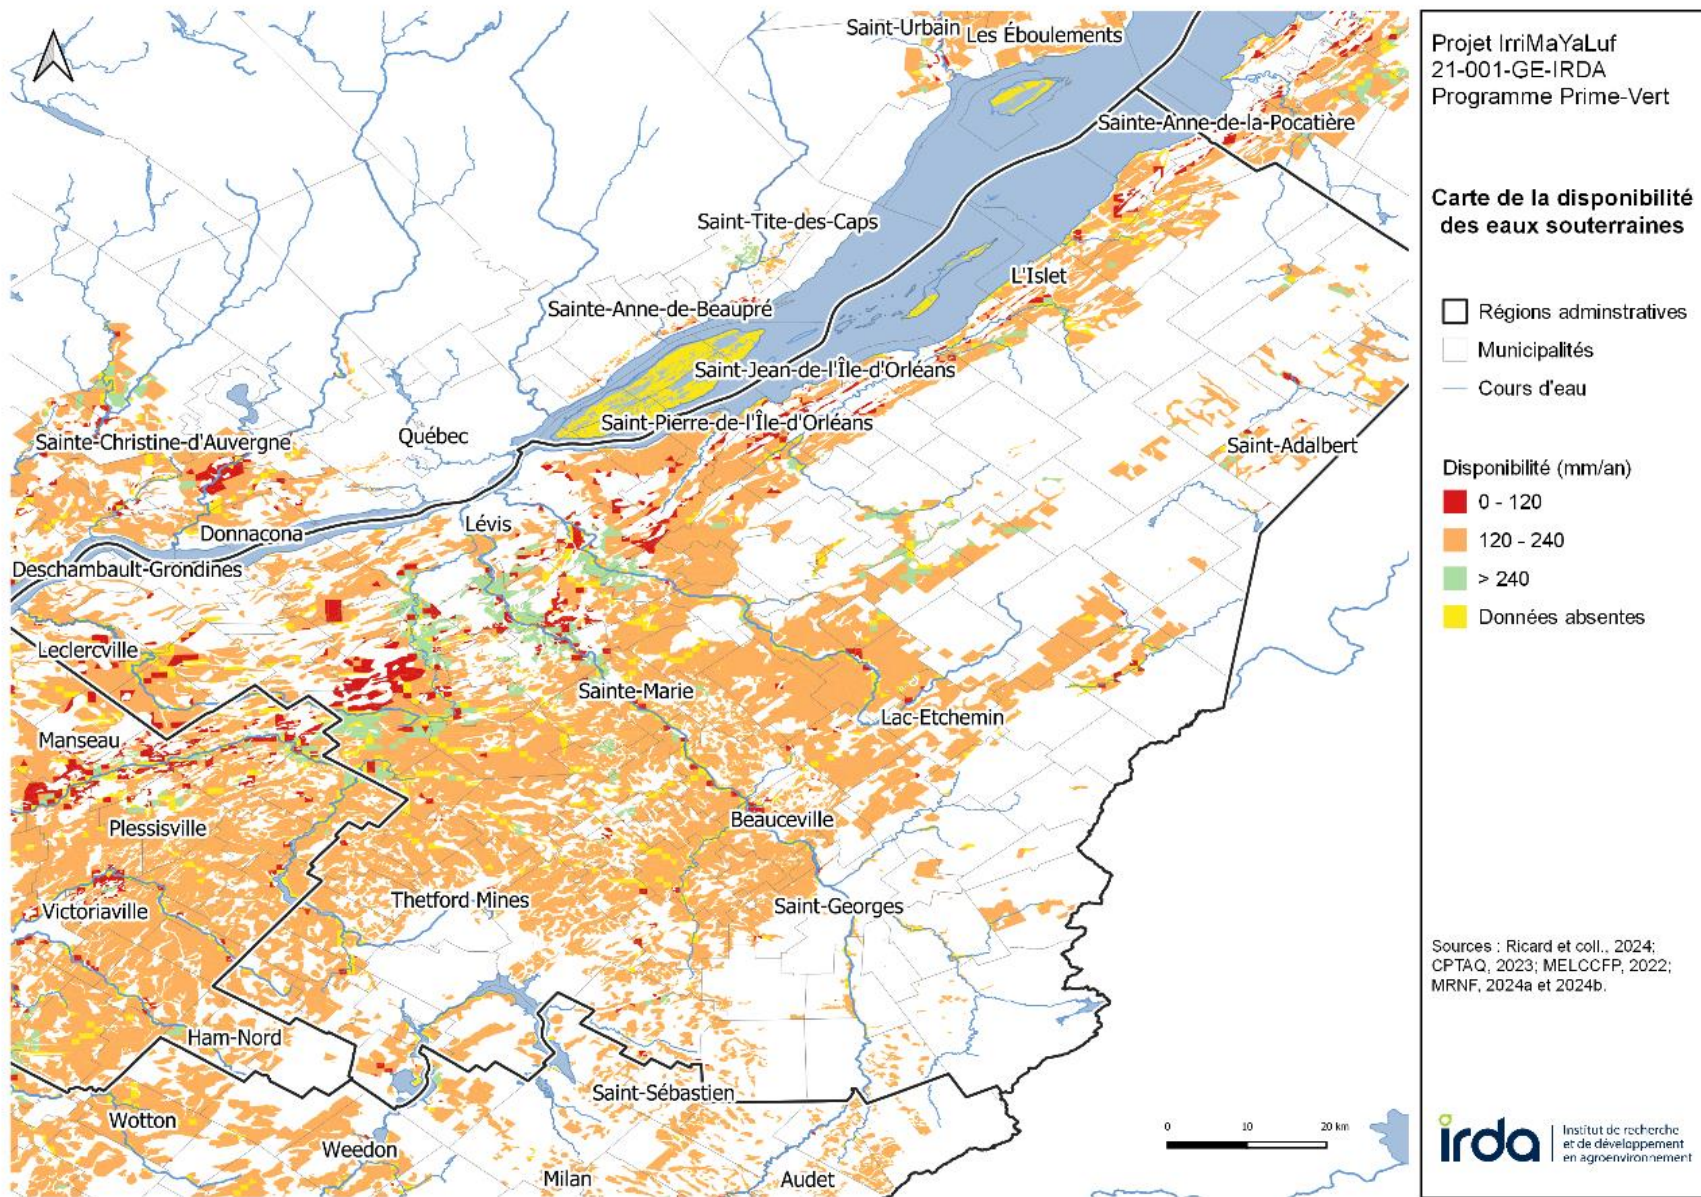 Saint-Urbain
Les Éboulements
Sainte-Anne-de-la-Pocatière
Saint-Tite-des-Caps
L'Islet
Sainte-Anne-de-Beaupré
Saint-Jean-de-l'Île-d'Orléans
Saint-Pierre-de-l'Île-d'Orléans
Sainte-Christine-d'Auvergne
Québec
Saint-Adalbert
Donnacona
Lévis
Deschambault-Grondines
Leclercville
Sainte-Marie
Lac-Etchemin
Manseau
Plessisville
Beauceville
Victoriaville
Thetford Mines
Saint-Georges
Ham-Nord
Saint-Sébastien
Wotton
Weedon
Milan
Audet
0 10 20 km
Projet IrriMaYaLuf
21-001-GE-IRDA
Programme Prime-Vert
Carte de la disponibilité
des eaux souterraines
Régions adminstratives
Municipalités
Cours d'eau
Disponibilité (mm/an)
0 - 120
120 - 240
> 240
Données absentes
Sources : Ricard et coll., 2024;
CPTAQ, 2023; MELCCFP, 2022;
MRNF, 2024a et 2024b.
irda
Institut de recherche
et de développement
en agroenvironnement